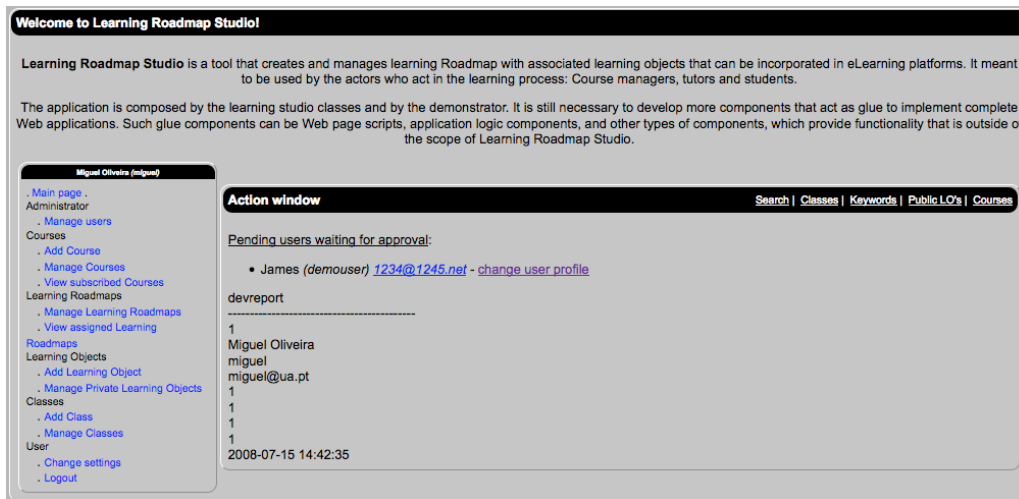 Welcome to Learning Roadmap Studio!
Learning Roadmap Studio is a tool that creates and manages learning Roadmap with associated learning objects that can be incorporated in eLearning platforms. It meant
to be used by the actors who act in the learning process: Course managers, tutors and students.
The application is composed by the learning studio classes and by the demonstrator. It is still necessary to develop more components that act as glue to implement complete
Web applications. Such glue components can be Web page scripts, application logic components, and other types of components, which provide functionality that is outside of
the scope of Learning Roadmap Studio.
Miguel Oliveira (miguel)
. Main page .
Administrator
. Manage users
Courses
. Add Course
. Manage Courses
. View subscribed Courses
Learning Roadmaps
. Manage Learning Roadmaps
. View assigned Learning
Roadmaps
Learning Objects
. Add Learning Object
. Manage Private Learning Objects
Classes
. Add Class
. Manage Classes
User
. Change settings
. Logout
Action window
Search | Classes | Keywords | Public LO's | Courses
Pending users waiting for approval:
• James (demouser) 1234@1245.net - change user profile
devreport
-------------------------------------------
1
Miguel Oliveira
miguel
miguel@ua.pt
1
1
1
1
2008-07-15 14:42:35